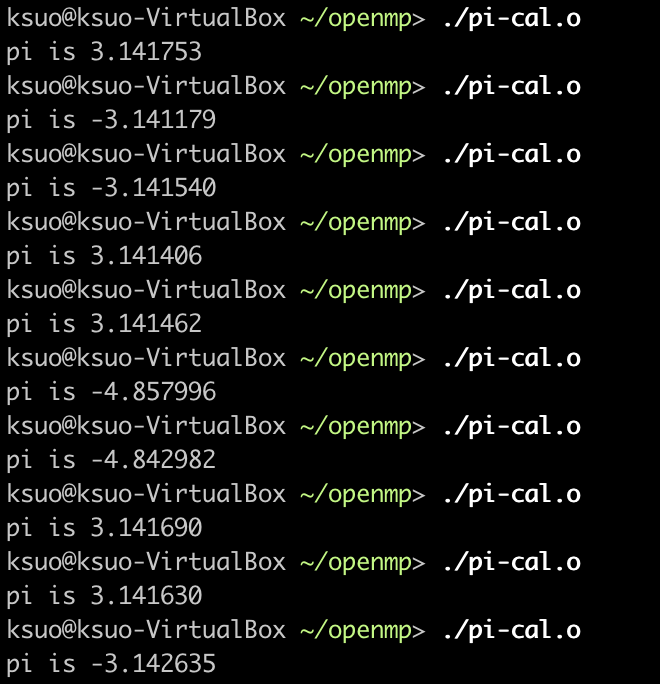 ksuo@ksuo-VirtualBox ~/openmp> ./pi-cal.o
pi is 3.141753
ksuo@ksuo-VirtualBox ~/openmp> ./pi-cal.o
pi is -3.141179
ksuo@ksuo-VirtualBox ~/openmp> ./pi-cal.o
pi is -3.141540
ksuo@ksuo-VirtualBox ~/openmp> ./pi-cal.o
pi is 3.141406
ksuo@ksuo-VirtualBox ~/openmp> ./pi-cal.o
pi is 3.141462
ksuo@ksuo-VirtualBox ~/openmp> ./pi-cal.o
pi is -4.857996
ksuo@ksuo-VirtualBox ~/openmp> ./pi-cal.o
pi is -4.842982
ksuo@ksuo-VirtualBox ~/openmp> ./pi-cal.o
pi is 3.141690
ksuo@ksuo-VirtualBox ~/openmp> ./pi-cal.o
pi is 3.141630
ksuo@ksuo-VirtualBox ~/openmp> ./pi-cal.o
pi is -3.142635